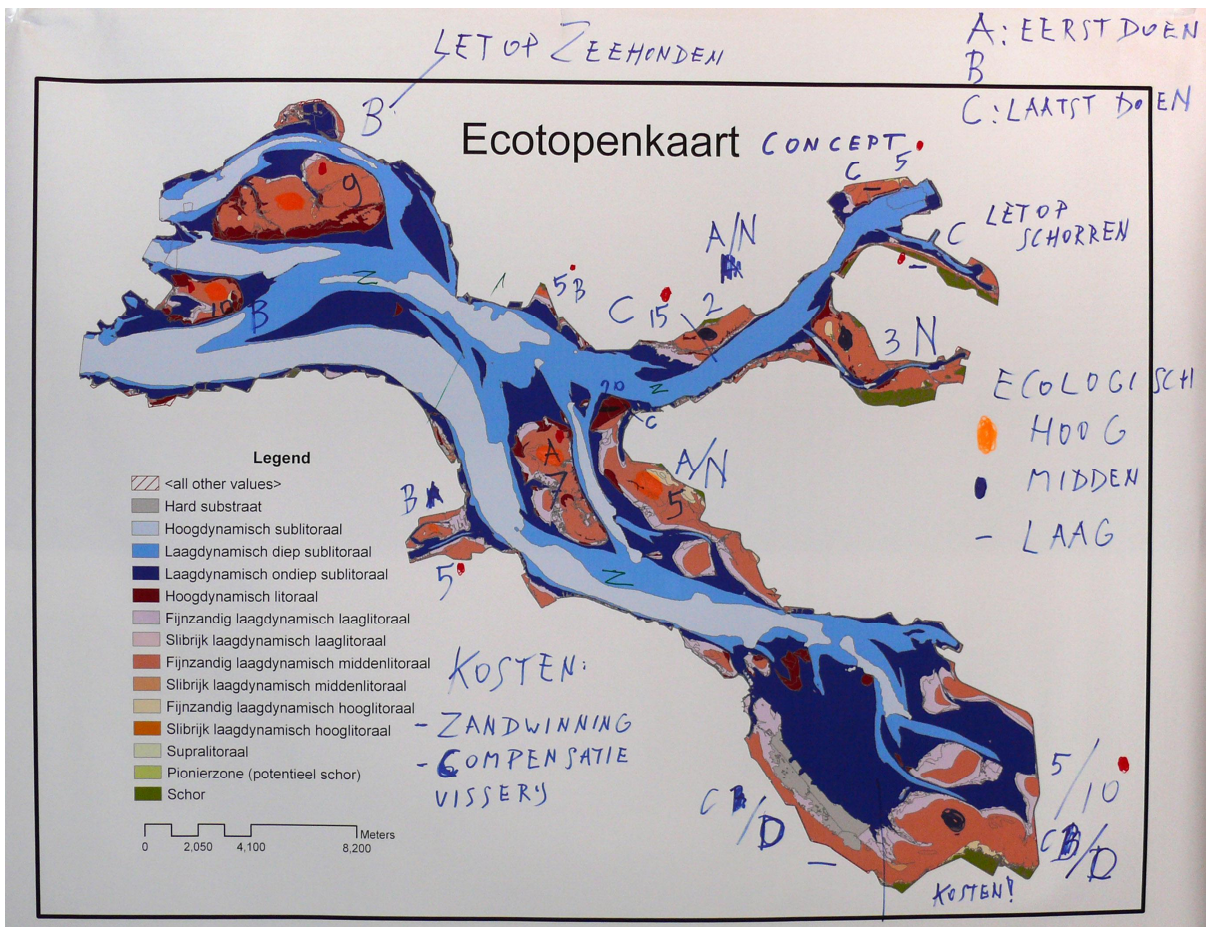 LET OP ZEEHONDEN
A: EERST DOEN
B
C: LAATST DOEN
B
Ecotopenkaart CONCEPT
C 5
9
A/N
LET OP
SCHORREN
C
Z
5 B
C 15 2
B
3 N
ECOLOGISCH
HOOG
MIDDEN
- LAAG
20
Z
C
A
7
A/N
5
B
5
Z
Legend
<all other values>
Hard substraat
Hoogdynamisch sublitoraal
Laagdynamisch diep sublitoraal
Laagdynamisch ondiep sublitoraal
Hoogdynamisch litoraal
Fijnzandig laagdynamisch laaglitoraal
Slibrijk laagdynamisch laaglitoraal
Fijnzandig laagdynamisch middenlitoraal
Slibrijk laagdynamisch middenlitoraal
Fijnzandig laagdynamisch hooglitoraal
Slibrijk laagdynamisch hooglitoraal
Supralitoraal
Pionierzone (potentieel schor)
Schor
Meters
0 2,050 4,100 8,200
KOSTEN:
- ZANDWINNING
- COMPENSATIE
VISSERIJ
C /D
5/10
C B/D
KOSTEN!